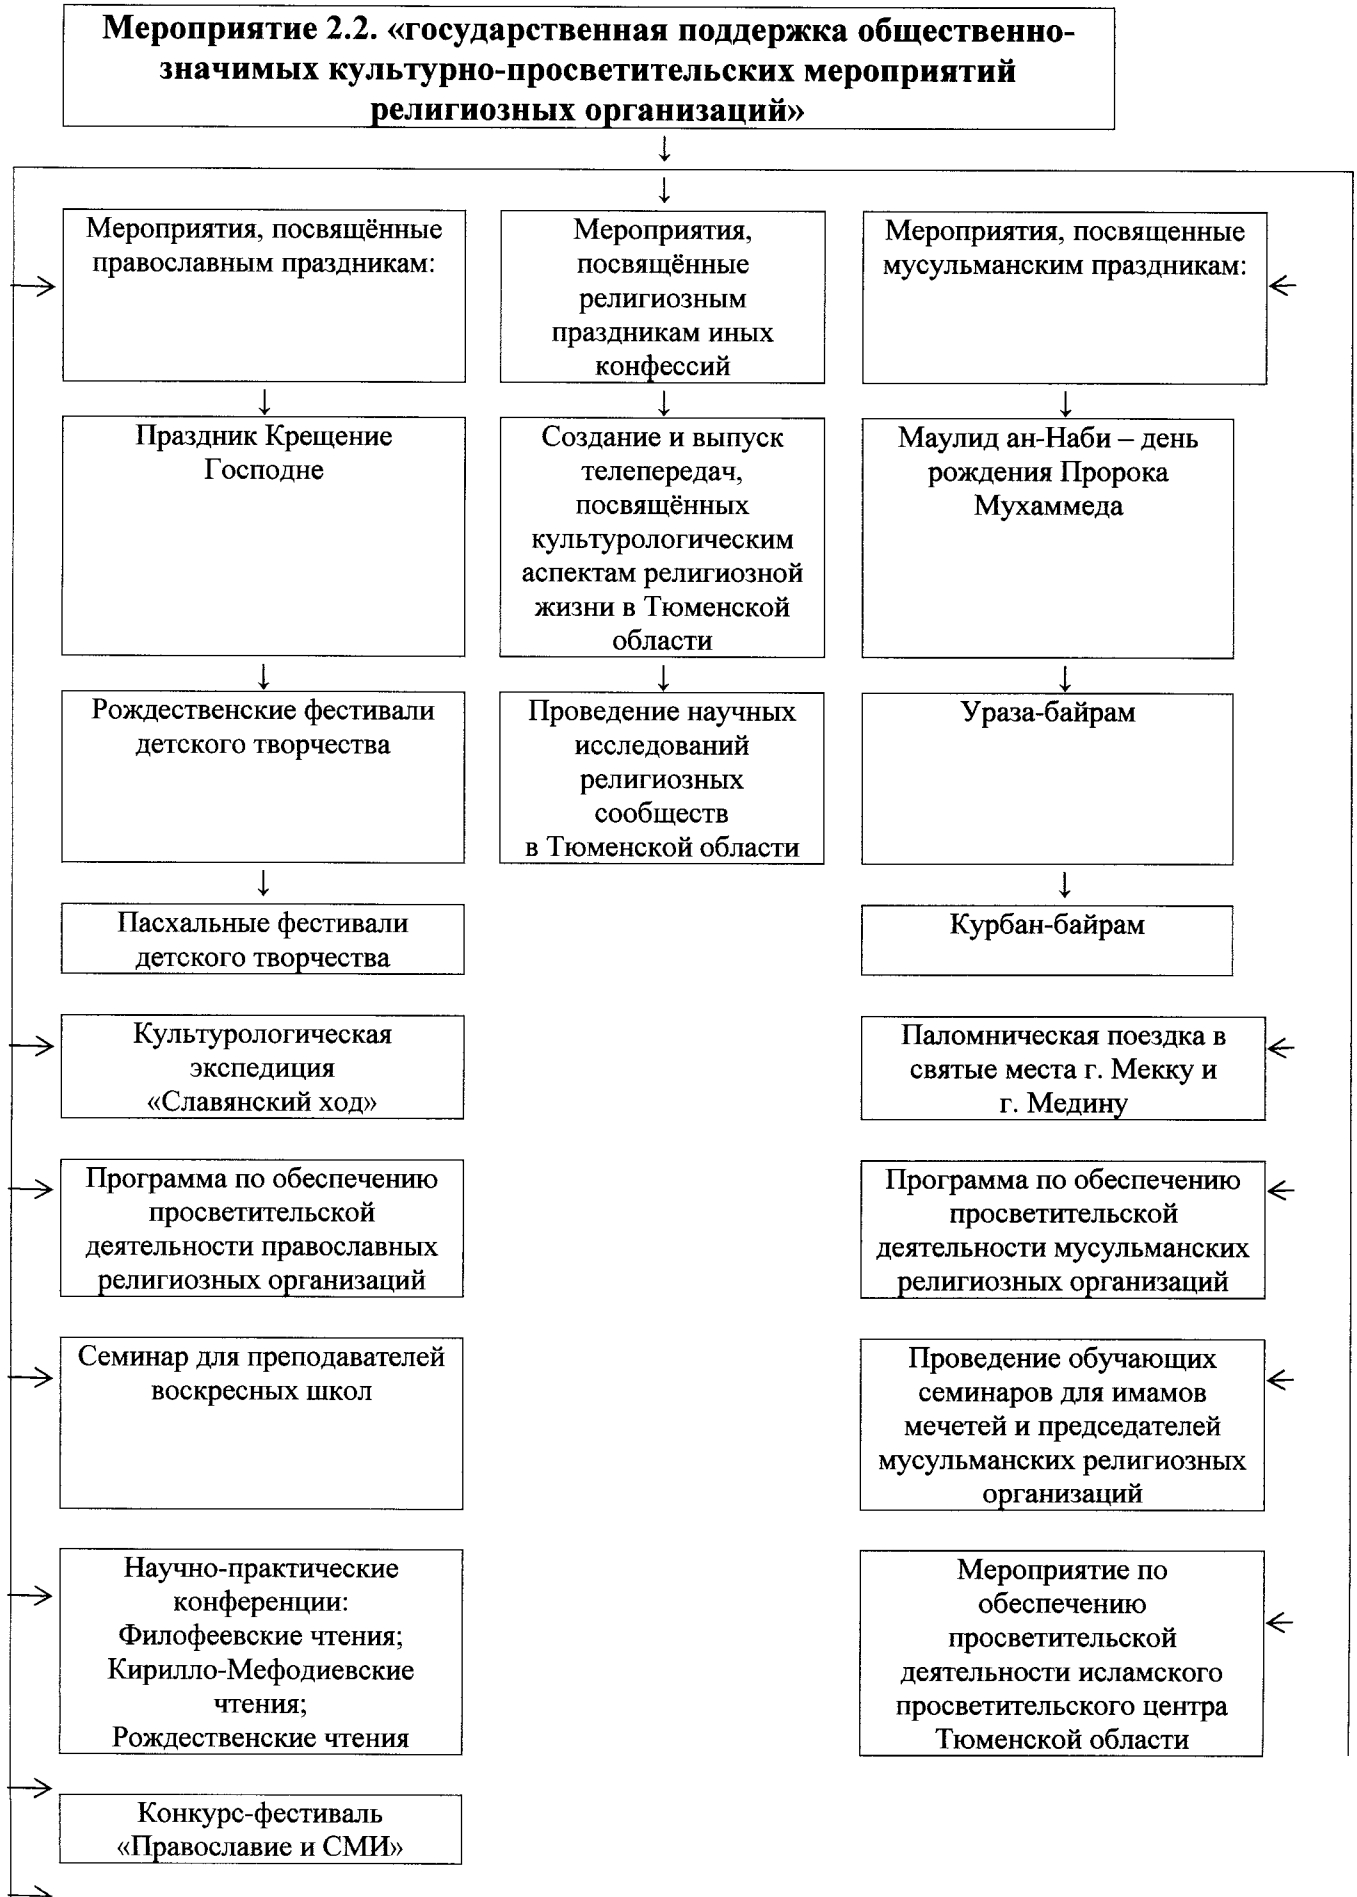 Мероприятие 2.2. «государственная поддержка общественно-
значимых культурно-просветительских мероприятий
религиозных организаций»
Мероприятия, посвящённые
православным праздникам:
Мероприятия,
посвящённые
религиозным
праздникам иных
конфессий
Мероприятия, посвященные
мусульманским праздникам:
Праздник Крещение
Господне
Создание и выпуск
телепередач,
посвящённых
культурологическим
аспектам религиозной
жизни в Тюменской
области
Маулид ан-Наби – день
рождения Пророка
Мухаммеда
Рождественские фестивали
детского творчества
Проведение научных
исследований
религиозных
сообществ
в Тюменской области
Ураза-байрам
Пасхальные фестивали
детского творчества
Курбан-байрам
Культурологическая
экспедиция
«Славянский ход»
Паломническая поездка в
святые места г. Мекку и
г. Медину
Программа по обеспечению
просветительской
деятельности православных
религиозных организаций
Программа по обеспечению
просветительской
деятельности мусульманских
религиозных организаций
Семинар для преподавателей
воскресных школ
Проведение обучающих
семинаров для имамов
мечетей и председателей
мусульманских религиозных
организаций
Научно-практические
конференции:
Филофеевские чтения;
Кирилло-Мефодиевские
чтения;
Рождественские чтения
Мероприятие по
обеспечению
просветительской
деятельности исламского
просветительского центра
Тюменской области
Конкурс-фестиваль
«Православие и СМИ»